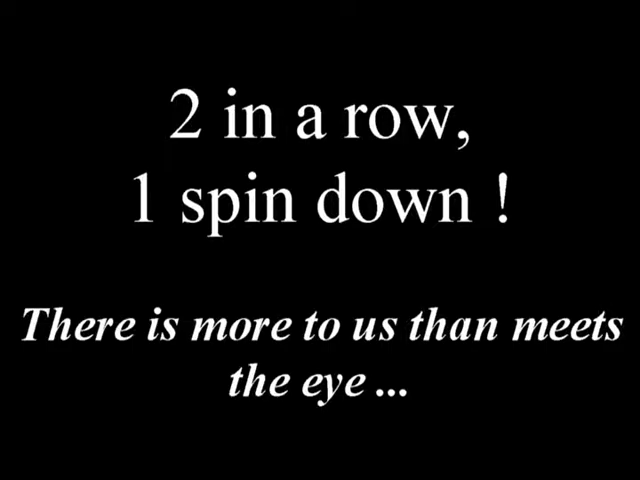 2 in a row,
1 spin down !
There is more to us than meets
the eye ...